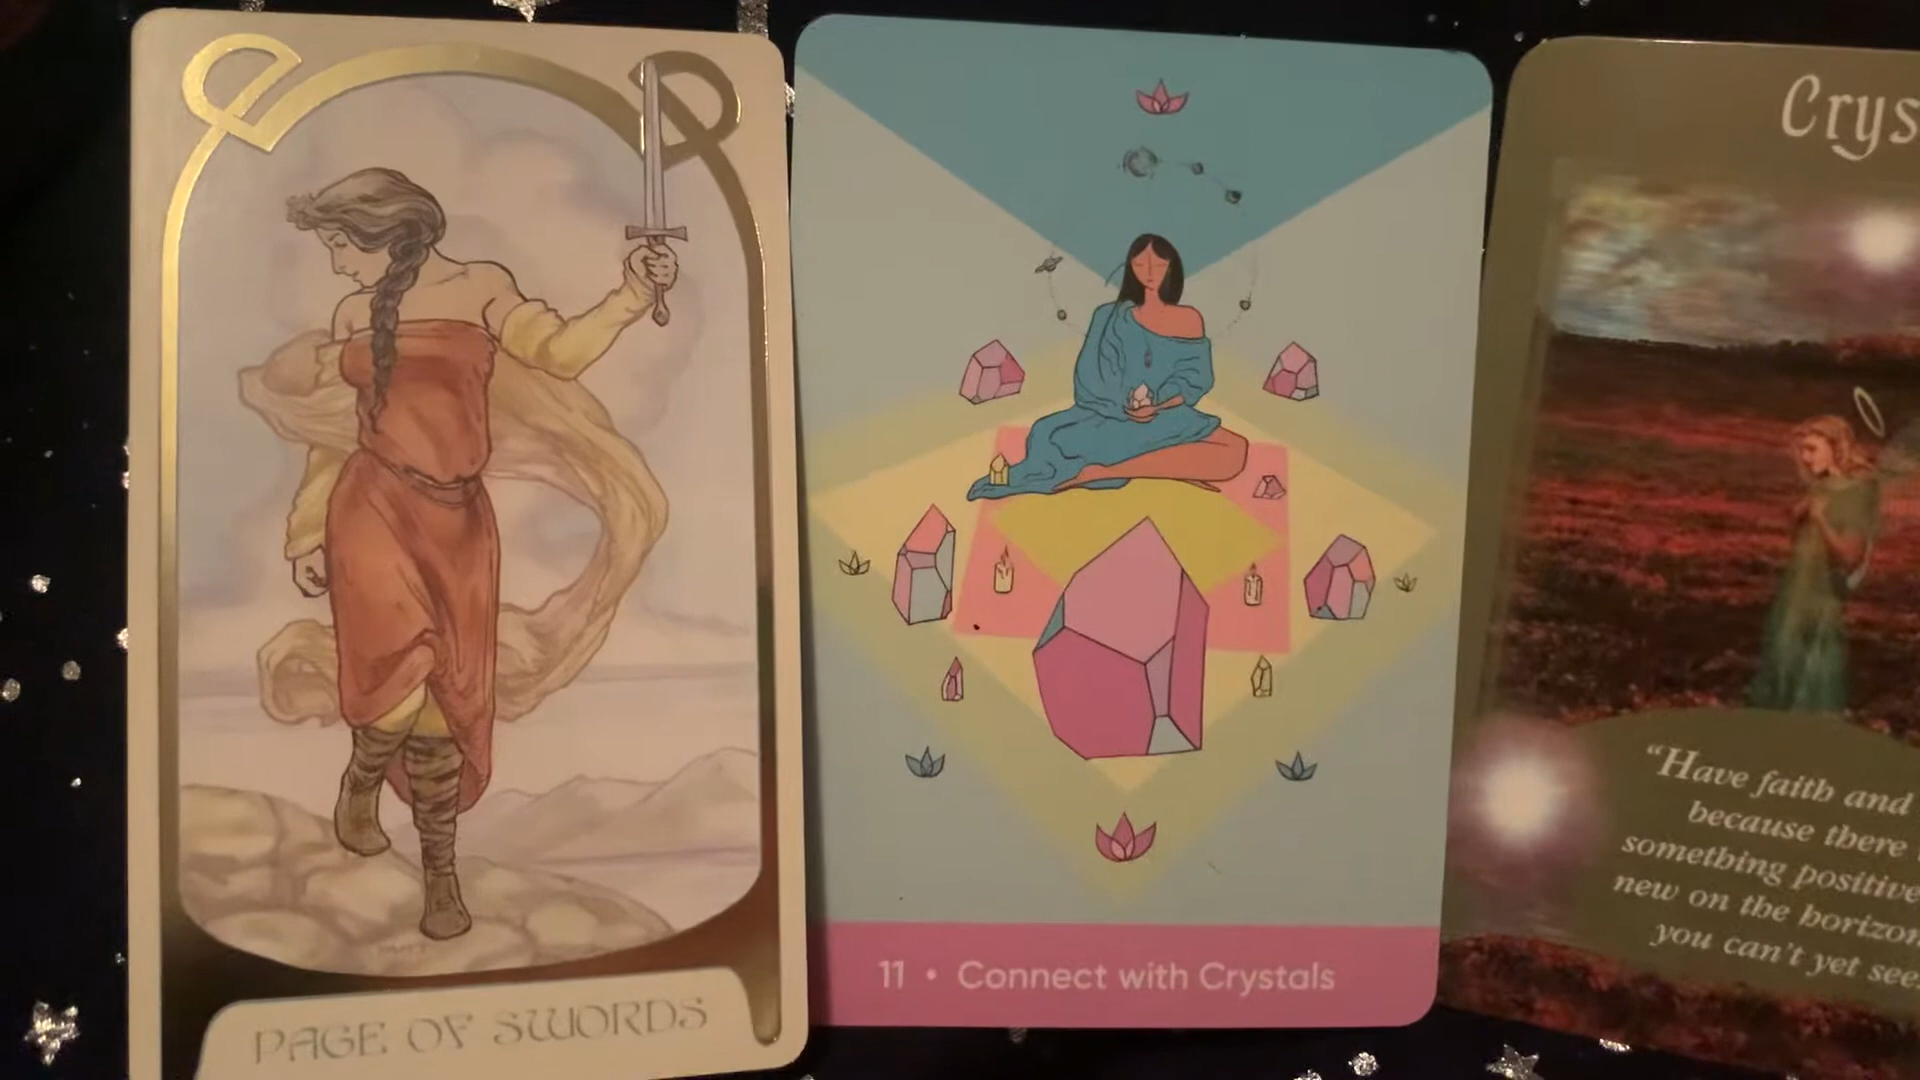 PAGE OF SWORDS
11 • Connect with Crystals
Crys
“Have faith and
because there
something positive
new on the horizon
you can't yet see.